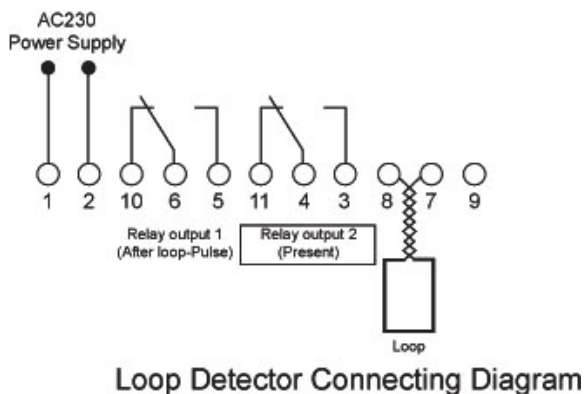 AC230
Power Supply
1 2 10 6 5 11 4 3 8 7 9
Relay output 1
(After loop-Pulse)
Relay output 2
(Present)
Loop
Loop Detector Connecting Diagram